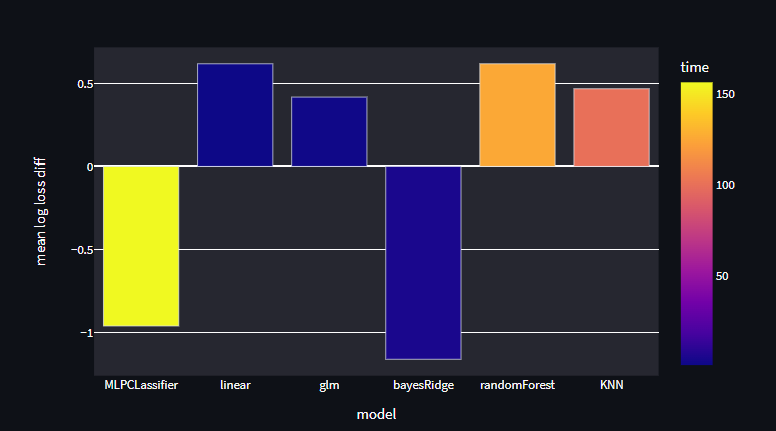 time
0.5
0
−0.5
−1
150
100
50
mean log loss diff
MLPCLassifier
linear
glm
bayesRidge
randomForest
KNN
model